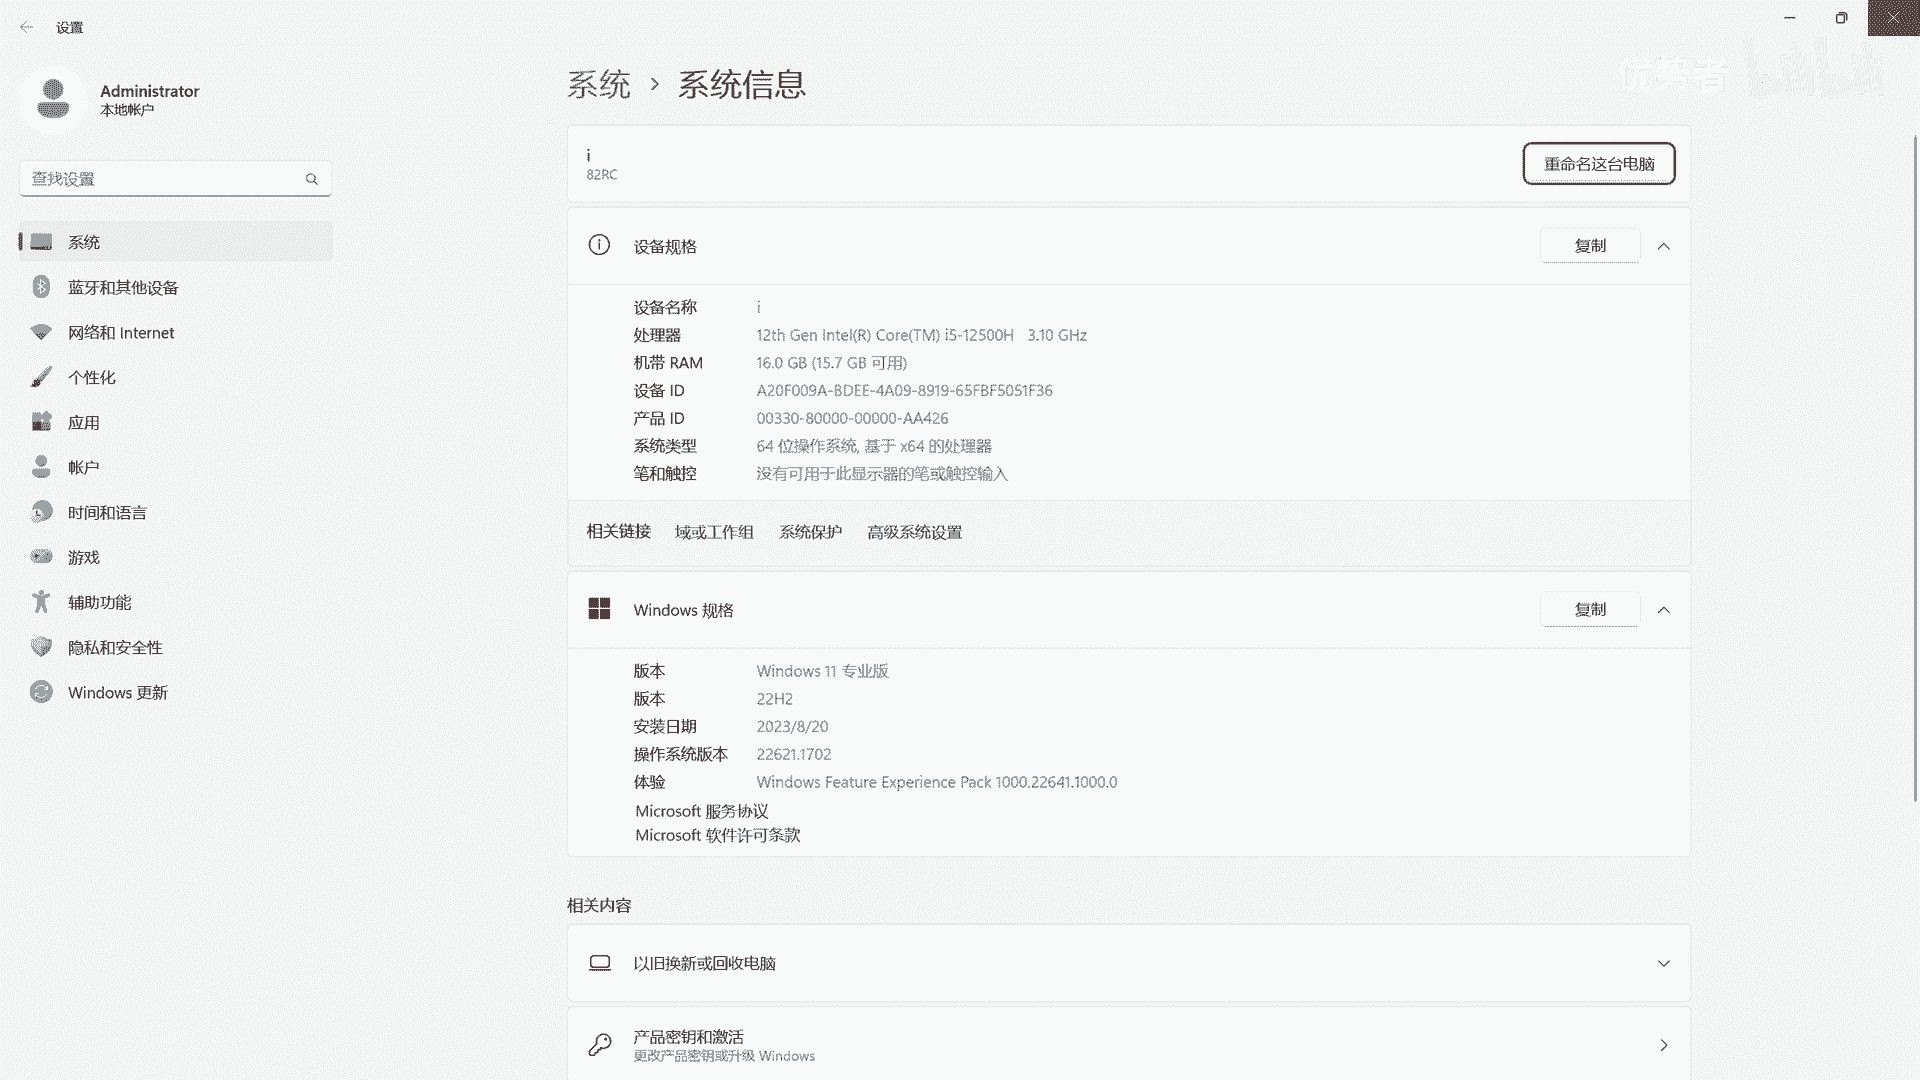 设置
优势者 bilibili
Administrator
本地帐户
查找设置
系统
蓝牙和其他设备
网络和 Internet
个性化
应用
帐户
时间和语言
游戏
辅助功能
隐私和安全性
Windows 更新
系统 › 系统信息
i
82RC
重命名这台电脑
设备规格
复制
设备名称 i
处理器 12th Gen Intel(R) Core(TM) i5-12500H 3.10 GHz
机带 RAM 16.0 GB (15.7 GB 可用)
设备 ID A20F009A-BDEE-4A09-8919-65FBF5051F36
产品 ID 00330-80000-00000-AA426
系统类型 64 位操作系统, 基于 x64 的处理器
笔和触控 没有可用于此显示器的笔或触控输入
相关链接 域或工作组 系统保护 高级系统设置
Windows 规格
复制
版本 Windows 11 专业版
版本 22H2
安装日期 2023/8/20
操作系统版本 22621.1702
体验 Windows Feature Experience Pack 1000.22641.1000.0
Microsoft 服务协议
Microsoft 软件许可条款
相关内容
以旧换新或回收电脑
产品密钥和激活
更改产品密钥或升级 Windows